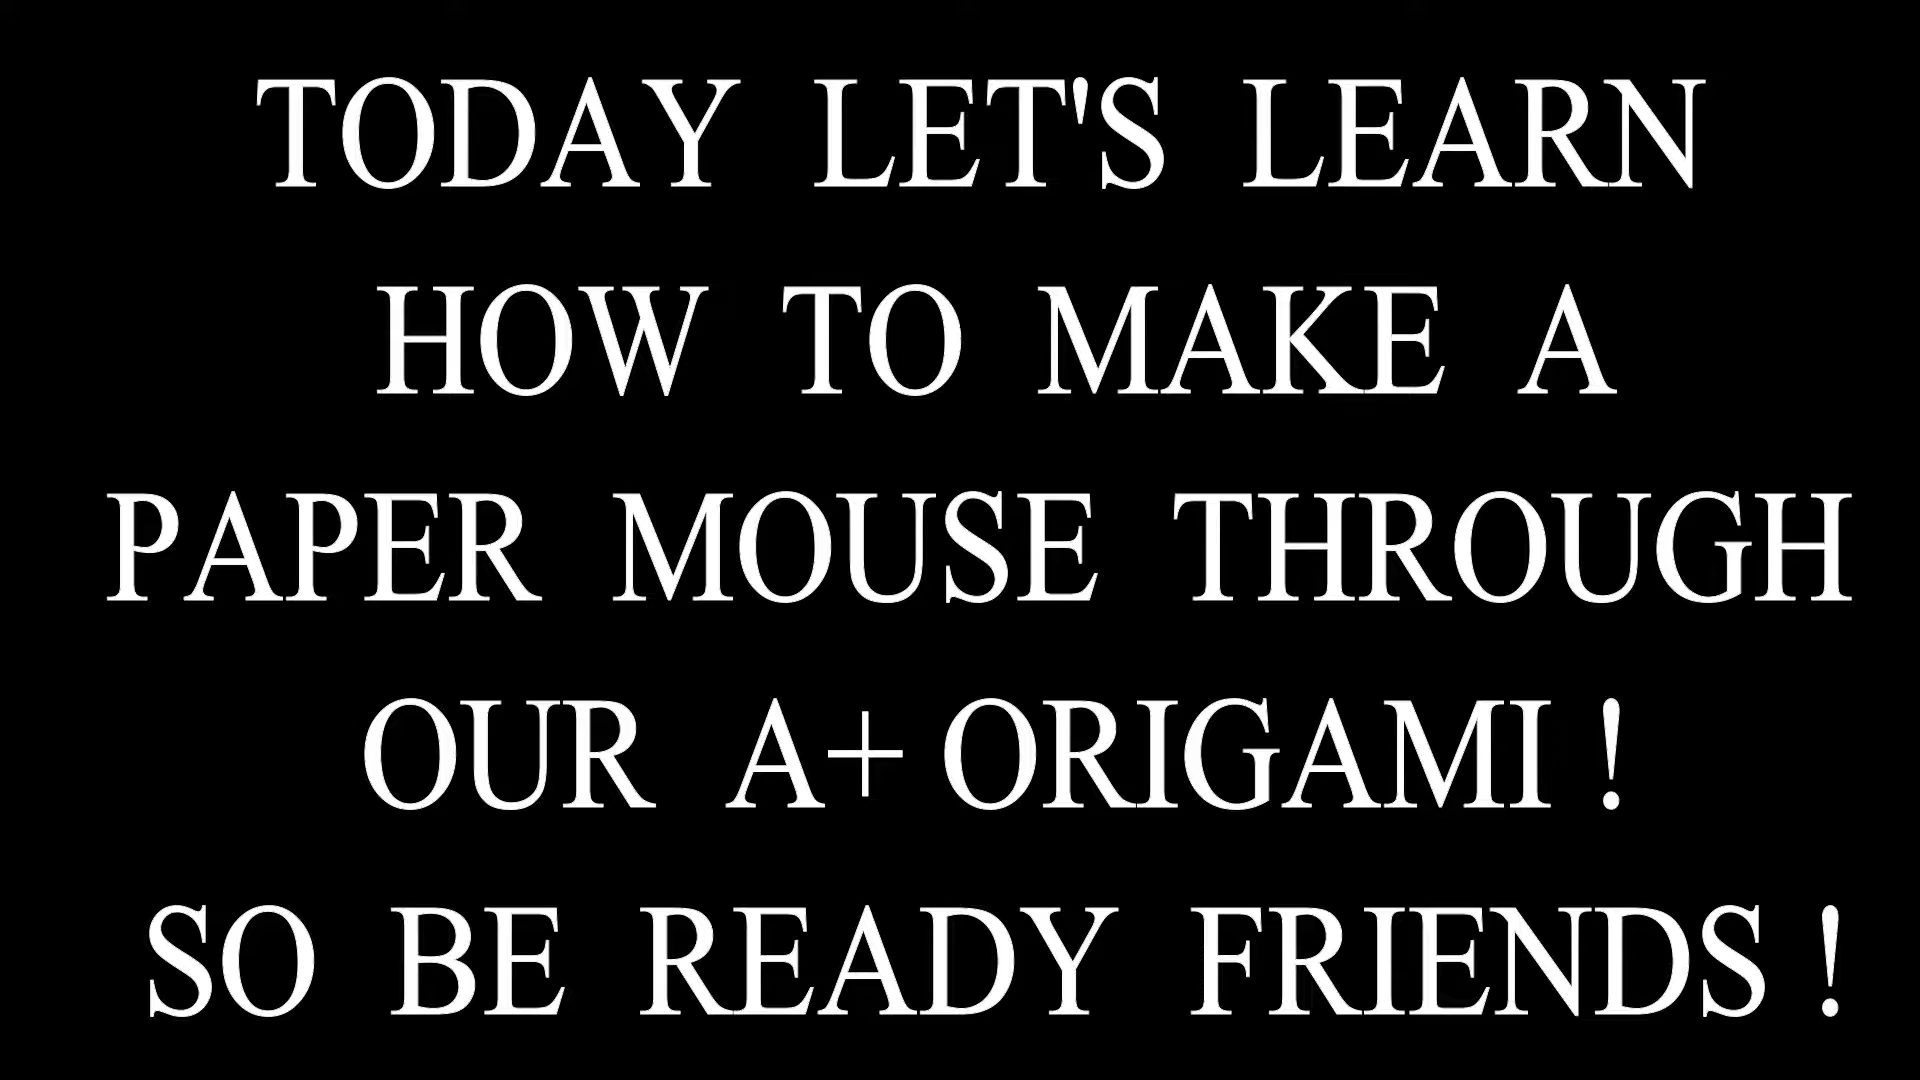 TODAY LET'S LEARN
HOW TO MAKE A
PAPER MOUSE THROUGH
OUR A+ ORIGAMI !
SO BE READY FRIENDS !